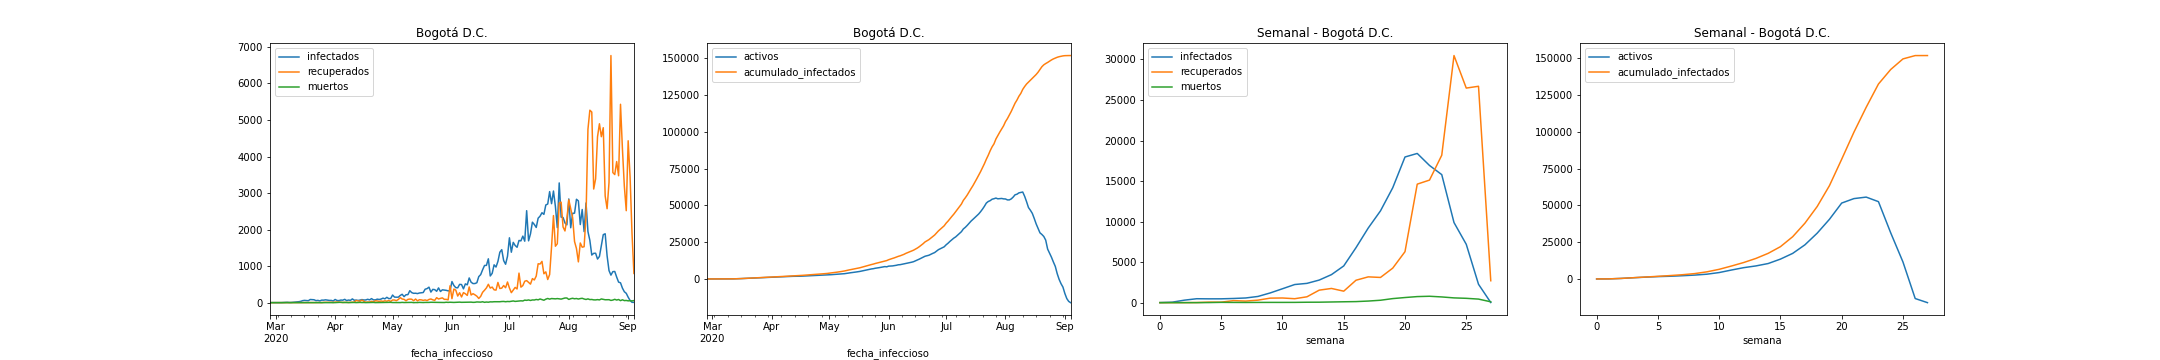 Bogotá D.C.
infectados
recuperados
muertos
7000
6000
5000
4000
3000
2000
1000
0
Mar
2020
Apr
May
Jun
Jul
Aug
Sep
fecha_infeccioso
Bogotá D.C.
activos
acumulado_infectados
150000
125000
100000
75000
50000
25000
0
Mar
2020
Apr
May
Jun
Jul
Aug
Sep
fecha_infeccioso
Semanal - Bogotá D.C.
infectados
recuperados
muertos
30000
25000
20000
15000
10000
5000
0
0
5
10
15
20
25
semana
Semanal - Bogotá D.C.
activos
acumulado_infectados
150000
125000
100000
75000
50000
25000
0
0
5
10
15
20
25
semana